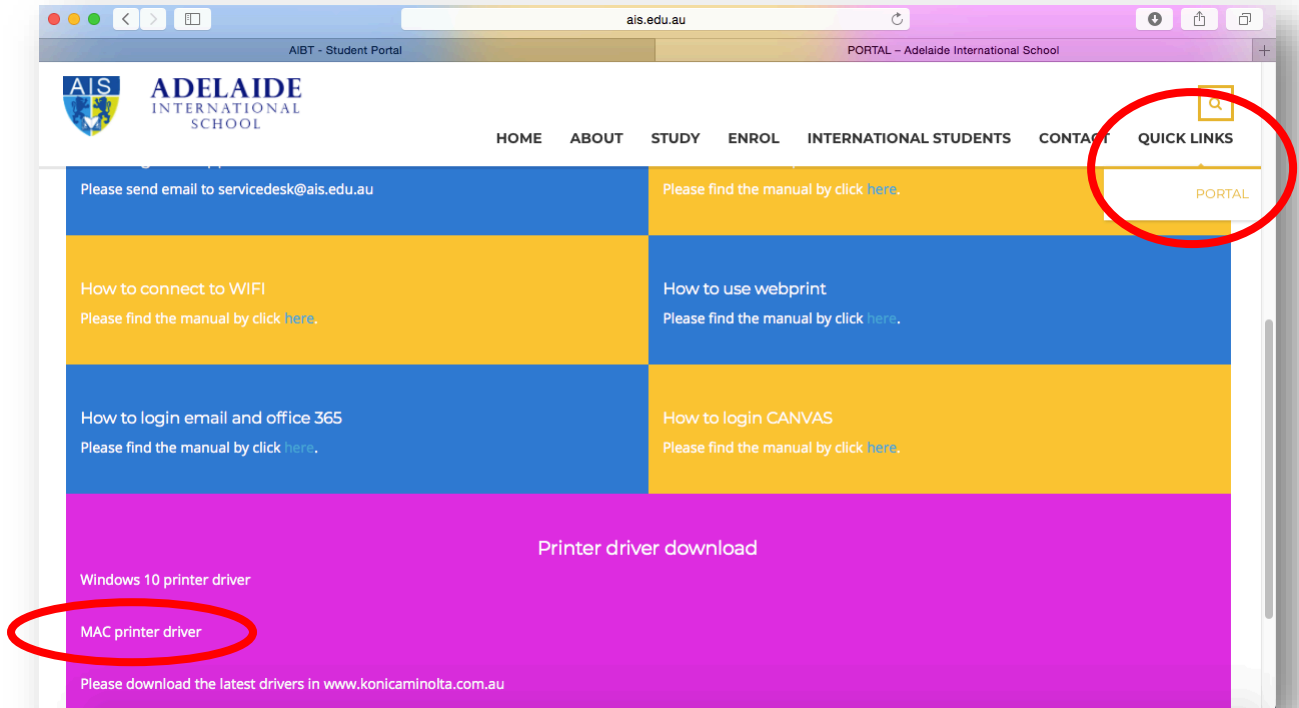 ais.edu.au
AIBT - Student Portal
PORTAL – Adelaide International School
AIS
ADELAIDE
INTERNATIONAL
SCHOOL
HOME ABOUT STUDY ENROL INTERNATIONAL STUDENTS CONTACT QUICK LINKS
PORTAL
Please send email to servicedesk@ais.edu.au
Please find the manual by click here.
How to connect to WIFI
Please find the manual by click here.
How to use webprint
Please find the manual by click here.
How to login email and office 365
Please find the manual by click here.
How to login CANVAS
Please find the manual by click here.
Printer driver download
Windows 10 printer driver
MAC printer driver
Please download the latest drivers in www.konicaminolta.com.au